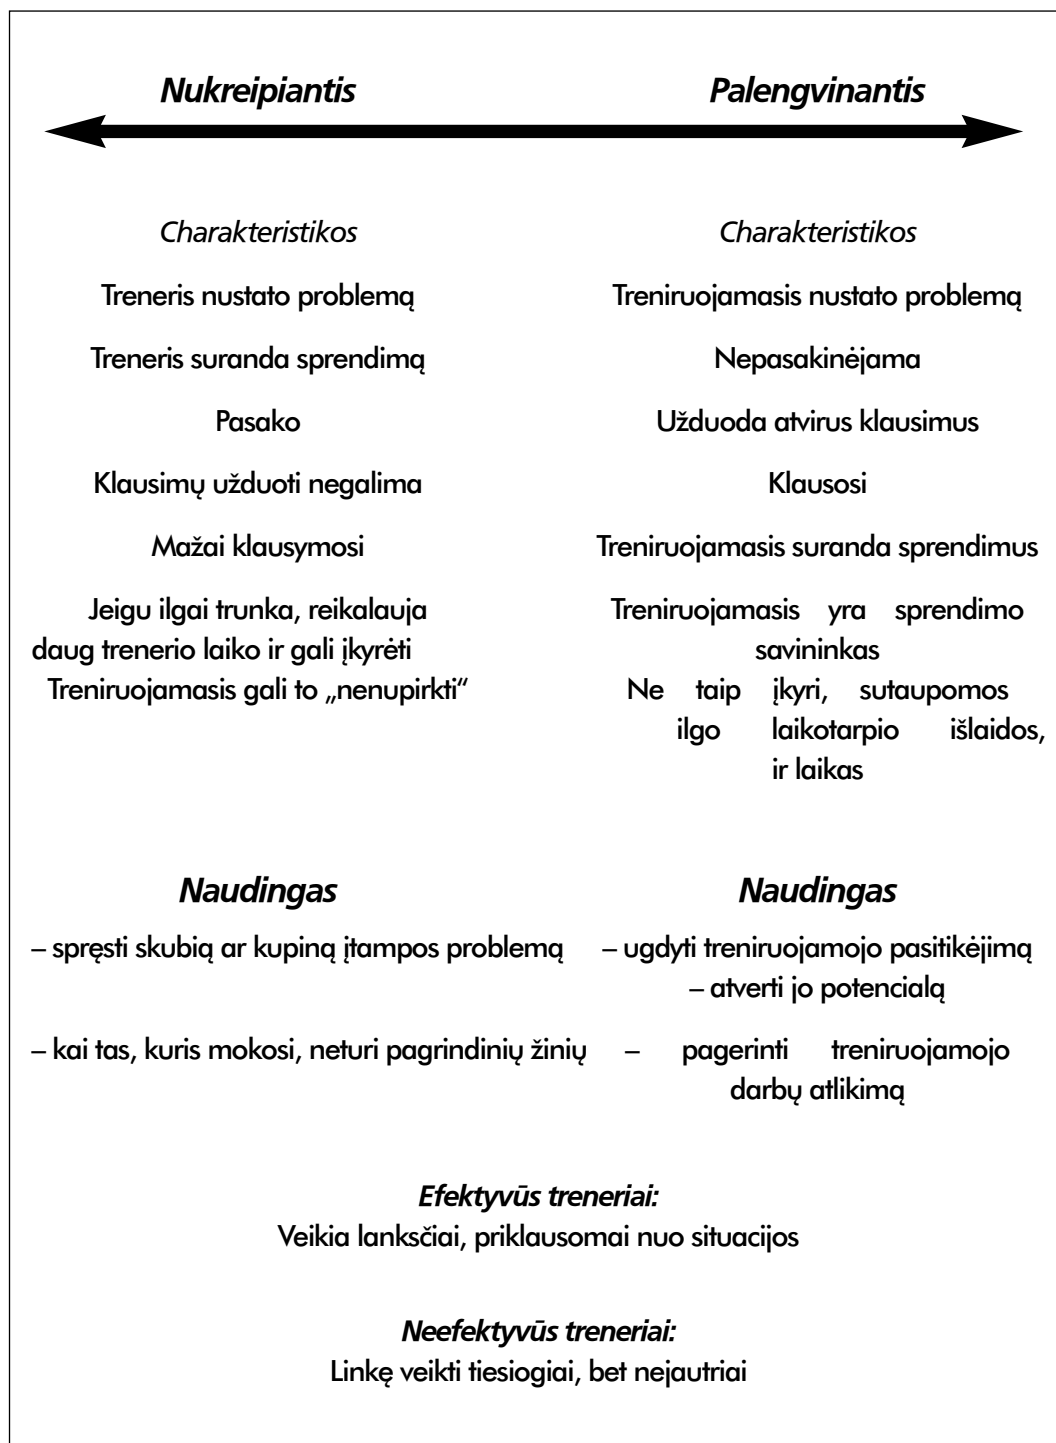 Nukreipiantis
Palengvinantis
Charakteristikos
Treneris nustato problemą
Treneris suranda sprendimą
Pasako
Klausimų užduoti negalima
Mažai klausymosi
Jeigu ilgai trunka, reikalauja
daug trenerio laiko ir gali įkyrėti
Treniruojamasis gali to „nenupirkti“
Charakteristikos
Treniruojamasis nustato problemą
Nepasakinėjama
Užduoda atvirus klausimus
Klausosi
Treniruojamasis suranda sprendimus
Treniruojamasis yra sprendimo
savininkas
Ne taip įkyri, sutaupomos
ilgo laikotarpio išlaidos,
ir laikas
Naudingas
– spręsti skubią ar kupiną įtampos problemą
– kai tas, kuris mokosi, neturi pagrindinių žinių
Naudingas
– ugdyti treniruojamojo pasitikėjimą
– atverti jo potencialą
– pagerinti treniruojamojo
darbų atlikimą
Efektyvūs treneriai:
Veikia lanksčiai, priklausomai nuo situacijos
Neefektyvūs treneriai:
Linkę veikti tiesiogiai, bet nejautriai